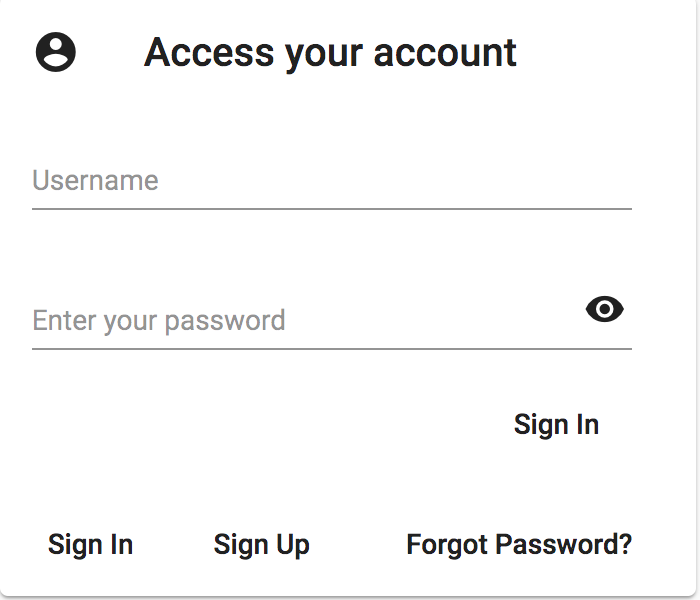 Access your account
Username
Enter your password
Sign In
Sign In Sign Up Forgot Password?